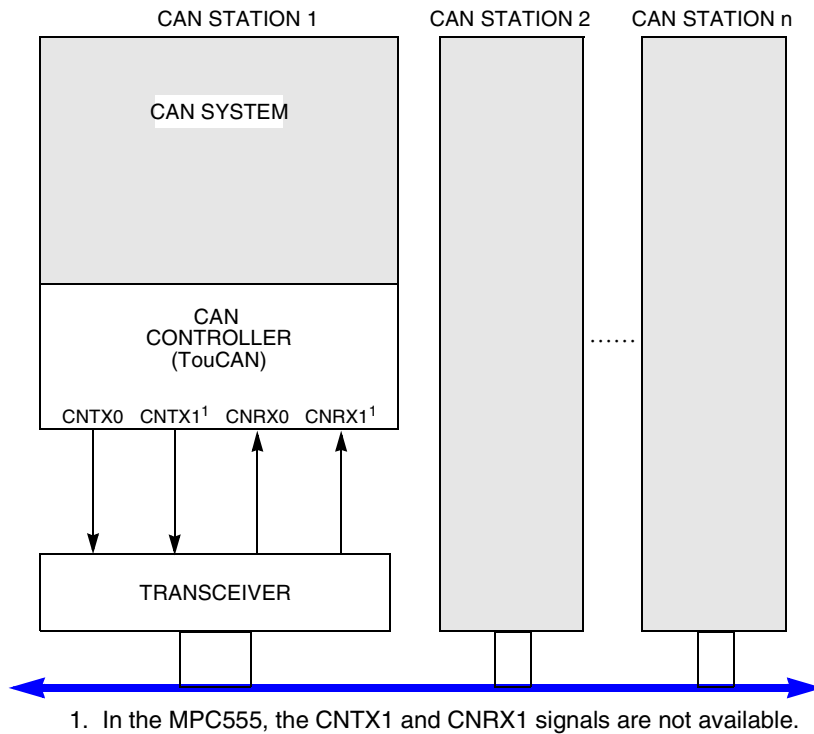 CAN STATION 1 CAN STATION 2 CAN STATION n
CAN SYSTEM
CAN
CONTROLLER
(TouCAN)
......
CNTX0 CNTX1¹ CNRX0 CNRX1¹
TRANSCEIVER
1. In the MPC555, the CNTX1 and CNRX1 signals are not available.